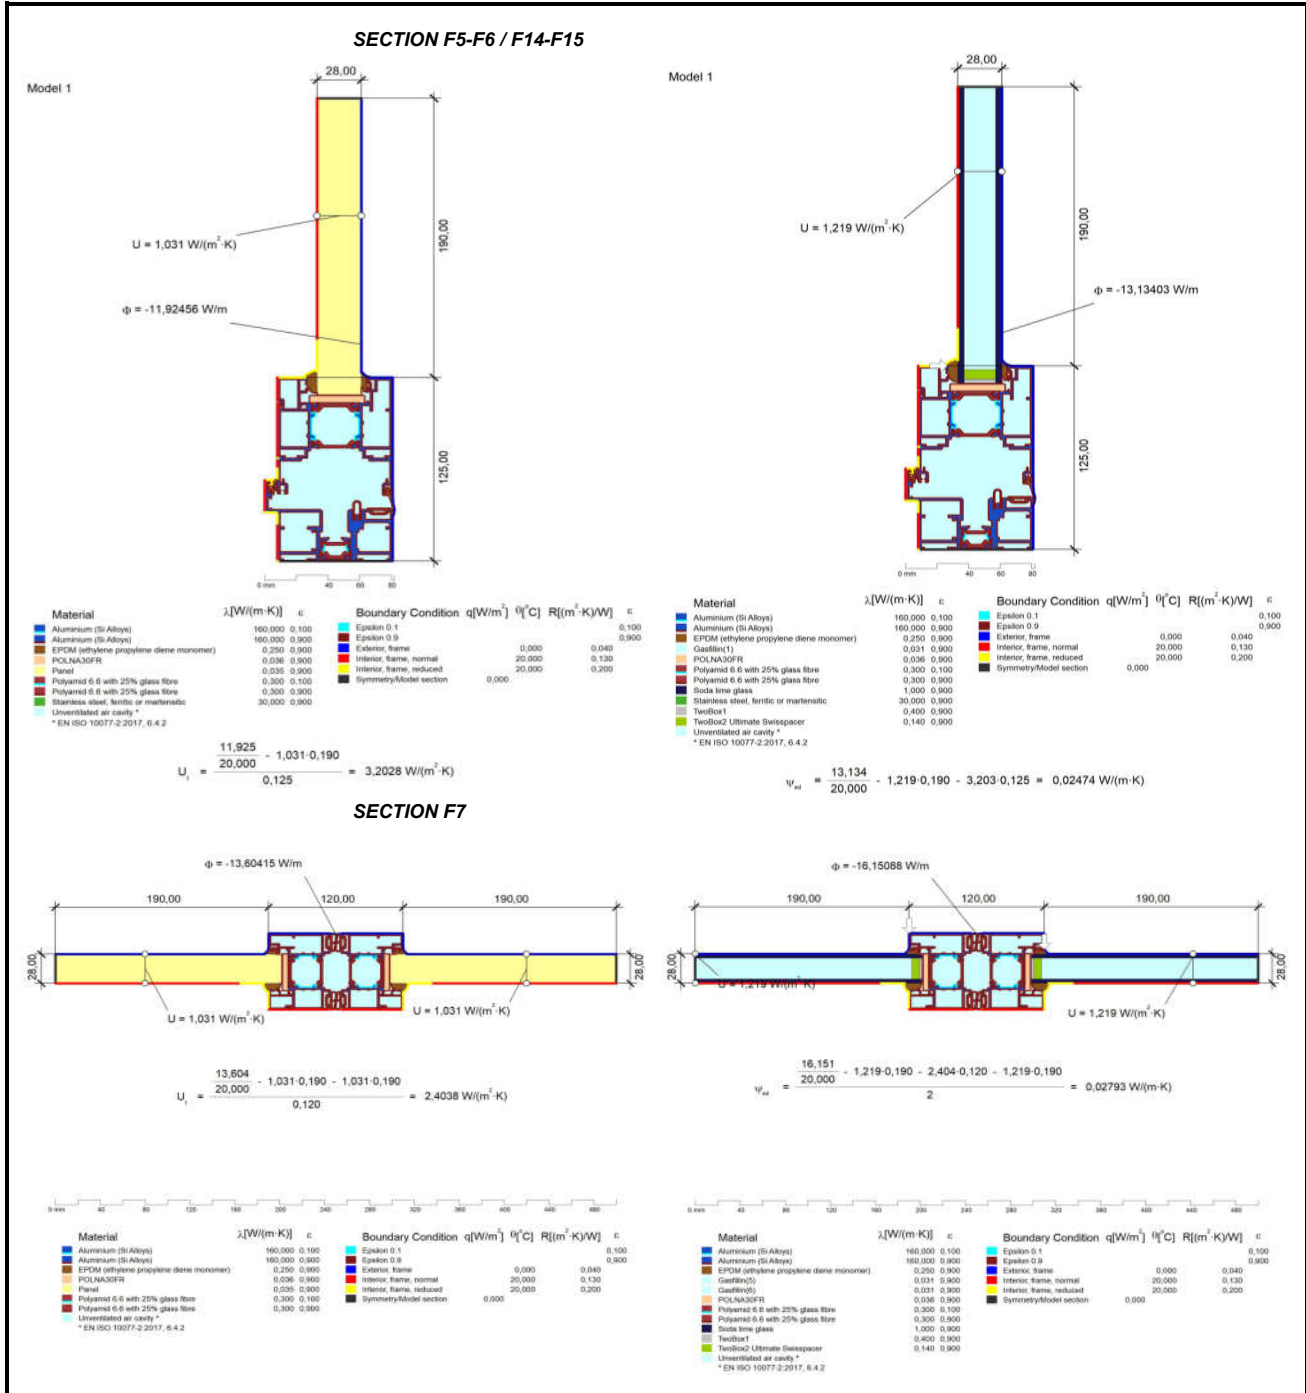 SECTION F5-F6 / F14-F15
Model 1
28,00
190,00
U = 1,031 W/(m²·K)
Φ = -11,92456 W/m
125,00
0 mm 40 60 80
Material λ[W/(m·K)] ε
Aluminium (Si Alloys) 160,000 0,100
Aluminium (Si Alloys) 160,000 0,900
EPDM (ethylene propylene diene monomer) 0,250 0,900
POLNA30FR 0,036 0,900
Panel 0,035 0,900
Polyamid 6.6 with 25% glass fibre 0,300 0,100
Polyamid 6.6 with 25% glass fibre 0,300 0,900
Stainless steel, ferritic or martensitic 30,000 0,900
Unventilated air cavity *
* EN ISO 10077-2:2017, 6.4.2
Boundary Condition q[W/m²] θ[°C] R[(m²·K)/W] ε
Epsilon 0.1 0,100
Epsilon 0.9 0,900
Exterior, frame 0,000 0,040
Interior, frame, normal 20,000 0,130
Interior, frame, reduced 20,000 0,200
Symmetry/Model section 0,000
11,925
20,000 - 1,031·0,190
U_f = = 3,2028 W/(m²·K)
0,125
Model 1
28,00
190,00
U = 1,219 W/(m²·K)
Φ = -13,13403 W/m
125,00
0 mm 40 60 80
Material λ[W/(m·K)] ε
Aluminium (Si Alloys) 160,000 0,100
Aluminium (Si Alloys) 160,000 0,900
EPDM (ethylene propylene diene monomer) 0,250 0,900
Gasfillin(1) 0,031 0,900
POLNA30FR 0,036 0,900
Polyamid 6.6 with 25% glass fibre 0,300 0,100
Polyamid 6.6 with 25% glass fibre 0,300 0,900
Soda lime glass 1,000 0,900
Stainless steel, ferritic or martensitic 30,000 0,900
TwoBox1 0,400 0,900
TwoBox2 Ultimate Swisspacer 0,140 0,900
Unventilated air cavity *
* EN ISO 10077-2:2017, 6.4.2
Boundary Condition q[W/m²] θ[°C] R[(m²·K)/W] ε
Epsilon 0.1 0,100
Epsilon 0.9 0,900
Exterior, frame 0,000 0,040
Interior, frame, normal 20,000 0,130
Interior, frame, reduced 20,000 0,200
Symmetry/Model section 0,000
13,134
ψ = - 1,219·0,190 - 3,203·0,125 = 0,02474 W/(m·K)
20,000
SECTION F7
Φ = -13,60415 W/m
190,00 120,00 190,00
28,00 28,00
U = 1,031 W/(m²·K) U = 1,031 W/(m²·K)
13,604
20,000 - 1,031·0,190 - 1,031·0,190
U_f = = 2,4038 W/(m²·K)
0,120
0 mm 40 80 120 160 200 240 280 320 360 400 440 480
Material λ[W/(m·K)] ε
Aluminium (Si Alloys) 160,000 0,100
Aluminium (Si Alloys) 160,000 0,900
EPDM (ethylene propylene diene monomer) 0,250 0,900
POLNA30FR 0,036 0,900
Panel 0,035 0,900
Polyamid 6.6 with 25% glass fibre 0,300 0,100
Polyamid 6.6 with 25% glass fibre 0,300 0,900
Unventilated air cavity *
* EN ISO 10077-2:2017, 6.4.2
Boundary Condition q[W/m²] θ[°C] R[(m²·K)/W] ε
Epsilon 0.1 0,100
Epsilon 0.9 0,900
Exterior, frame 0,000 0,040
Interior, frame, normal 20,000 0,130
Interior, frame, reduced 20,000 0,200
Symmetry/Model section 0,000
Φ = -16,15088 W/m
190,00 120,00 190,00
28,00 28,00
U = 1,219 W/(m²·K)
U = 1,219 W/(m²·K)
16,151
20,000 - 1,219·0,190 - 2,404·0,120 - 1,219·0,190
ψ = = 0,02793 W/(m·K)
2
0 mm 40 80 120 160 200 240 280 320 360 400 440 480
Material λ[W/(m·K)] ε
Aluminium (Si Alloys) 160,000 0,100
Aluminium (Si Alloys) 160,000 0,900
EPDM (ethylene propylene diene monomer) 0,250 0,900
Gasfillin(5) 0,031 0,900
Gasfillin(6) 0,031 0,900
POLNA30FR 0,036 0,900
Polyamid 6.6 with 25% glass fibre 0,300 0,100
Polyamid 6.6 with 25% glass fibre 0,300 0,900
Soda lime glass 1,000 0,900
TwoBox1 0,400 0,900
TwoBox2 Ultimate Swisspacer 0,140 0,900
Unventilated air cavity *
* EN ISO 10077-2:2017, 6.4.2
Boundary Condition q[W/m²] θ[°C] R[(m²·K)/W] ε
Epsilon 0.1 0,100
Epsilon 0.9 0,900
Exterior, frame 0,000 0,040
Interior, frame, normal 20,000 0,130
Interior, frame, reduced 20,000 0,200
Symmetry/Model section 0,000